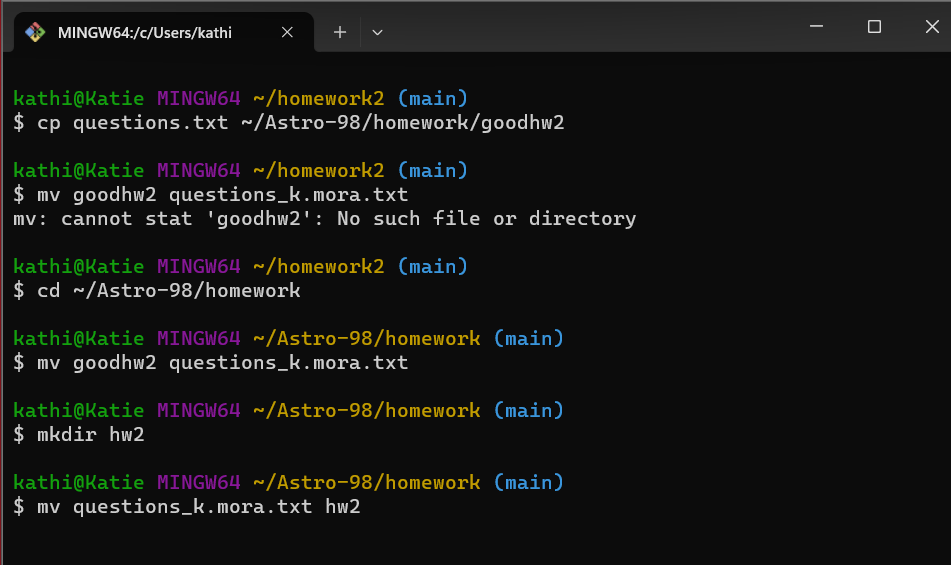 MINGW64:/c/Users/kathi
kathi@Katie MINGW64 ~/homework2 (main)
$ cp questions.txt ~/Astro-98/homework/goodhw2
kathi@Katie MINGW64 ~/homework2 (main)
$ mv goodhw2 questions_k.mora.txt
mv: cannot stat 'goodhw2': No such file or directory
kathi@Katie MINGW64 ~/homework2 (main)
$ cd ~/Astro-98/homework
kathi@Katie MINGW64 ~/Astro-98/homework (main)
$ mv goodhw2 questions_k.mora.txt
kathi@Katie MINGW64 ~/Astro-98/homework (main)
$ mkdir hw2
kathi@Katie MINGW64 ~/Astro-98/homework (main)
$ mv questions_k.mora.txt hw2